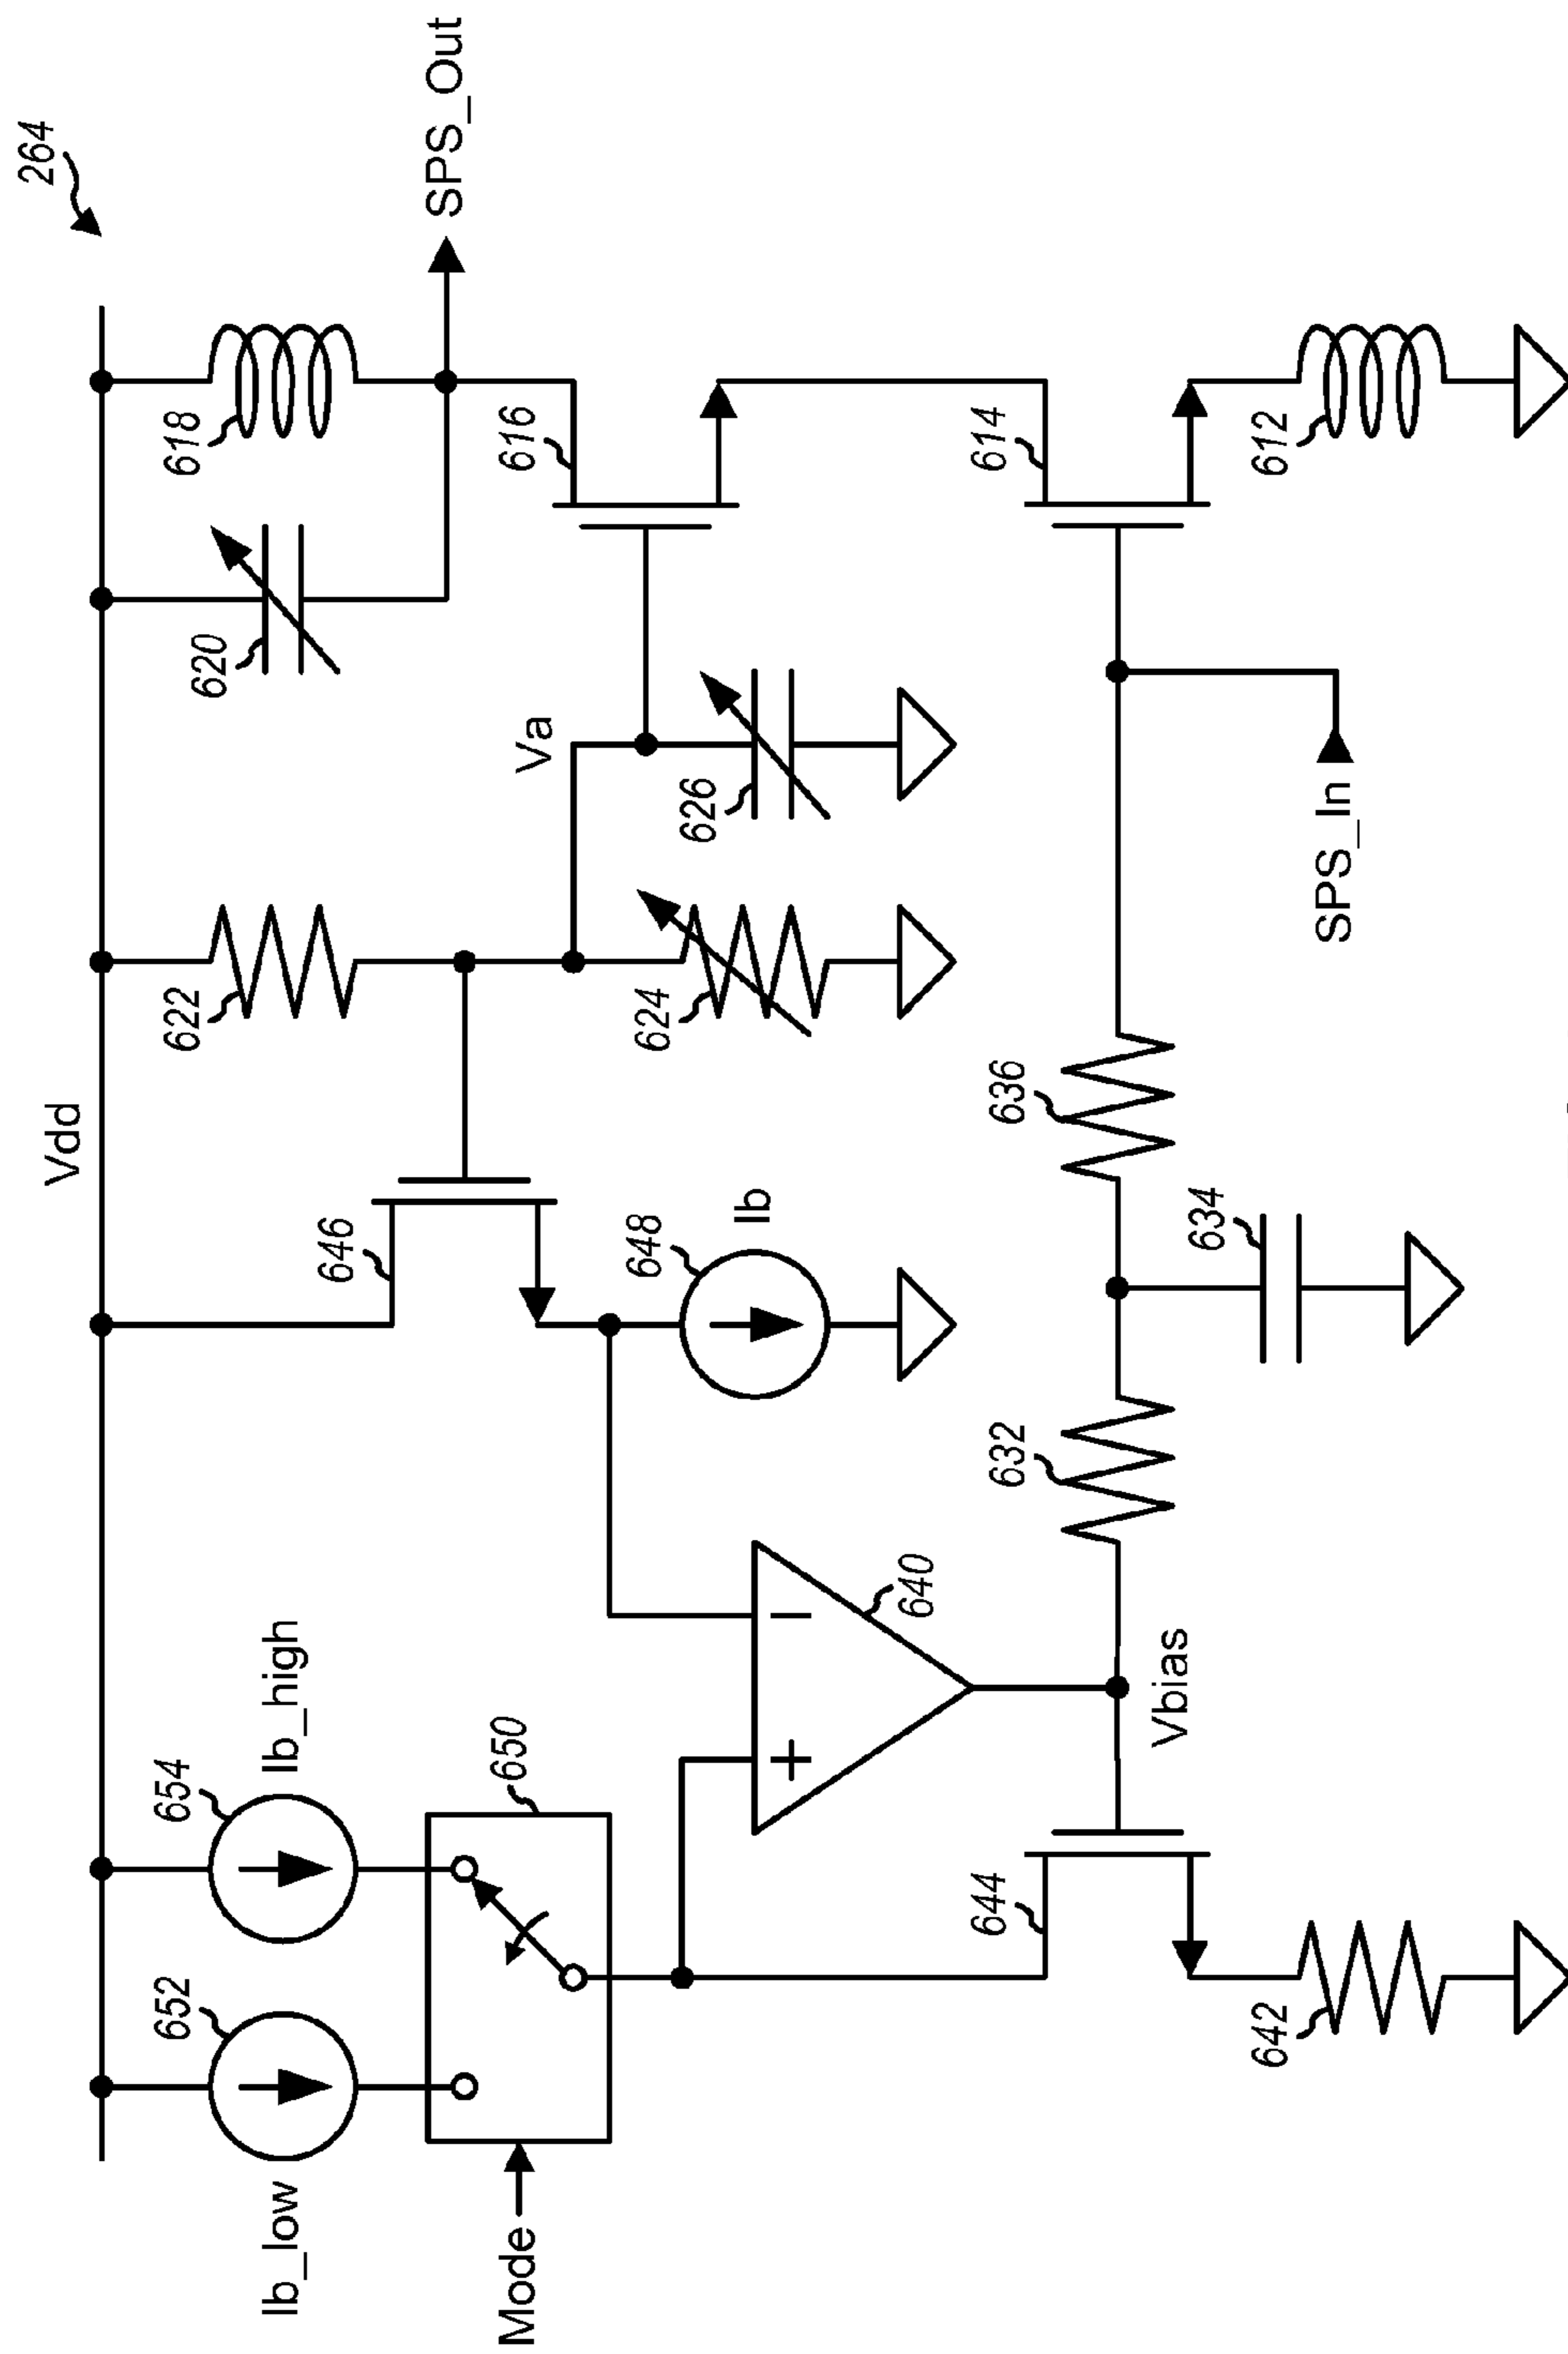 264
Vdd
Ib_low
652
654
Ib_high
622
620
618
SPS_Out
646
Mode
650
Va
616
648
Ib
624
626
640
632
636
614
644
Vbias
634
SPS_In
642
612